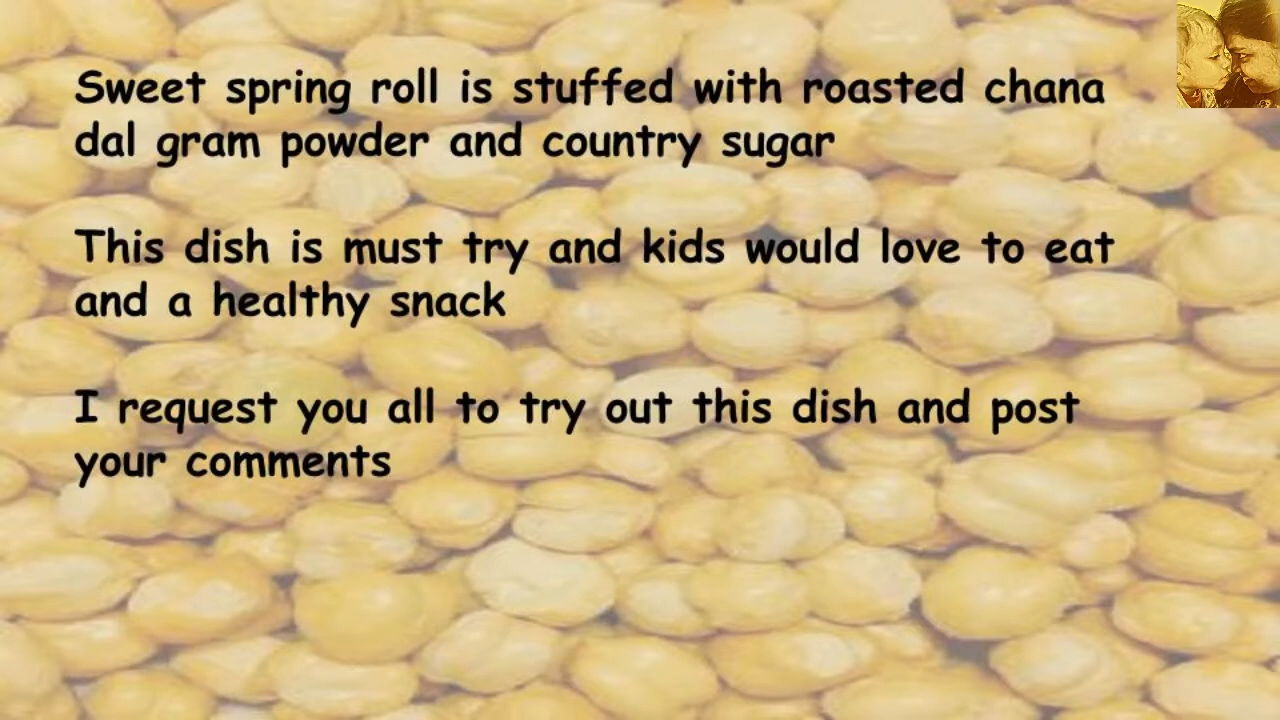 Sweet spring roll is stuffed with roasted chana
dal gram powder and country sugar
This dish is must try and kids would love to eat
and a healthy snack
I request you all to try out this dish and post
your comments